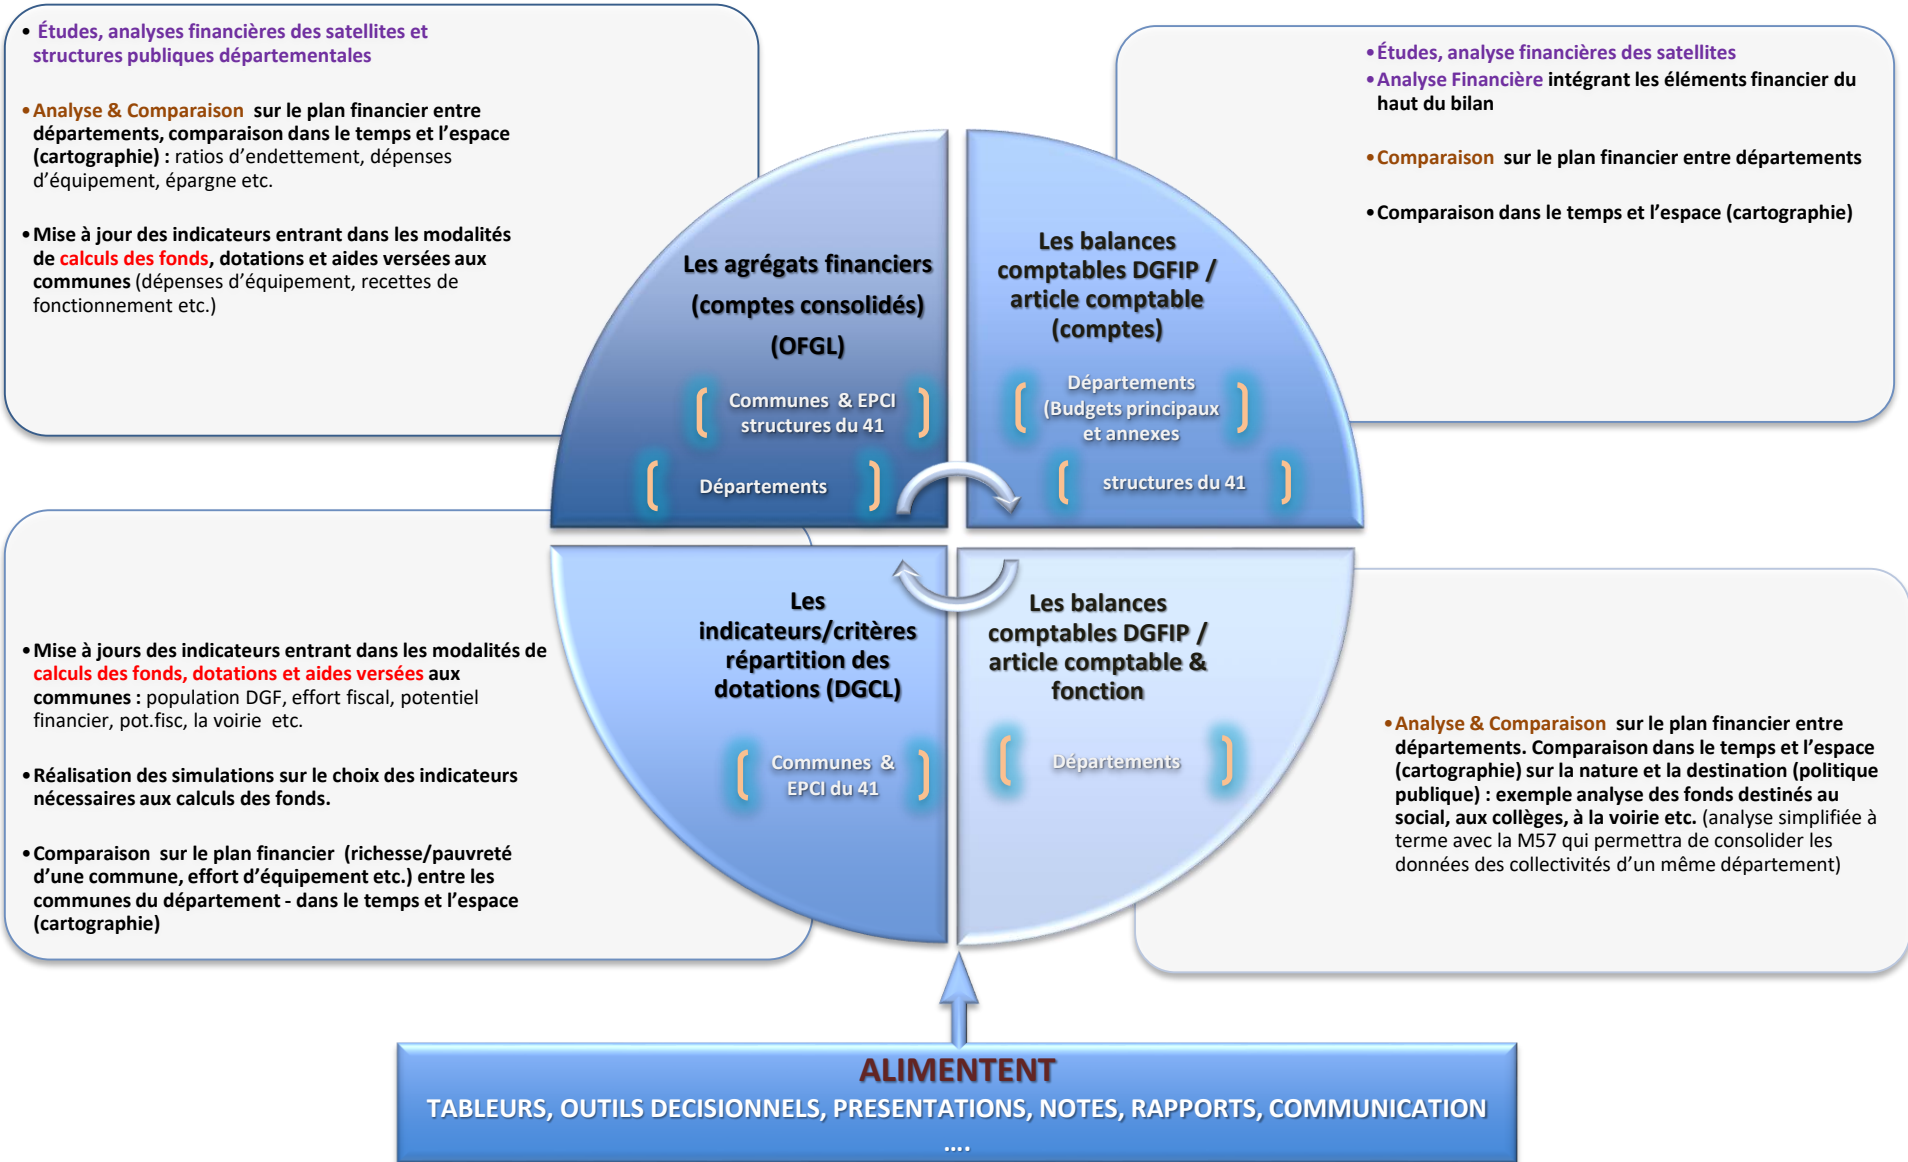 • Études, analyses financières des satellites et
structures publiques départementales
•Analyse & Comparaison sur le plan financier entre
départements, comparaison dans le temps et l’espace
(cartographie) : ratios d’endettement, dépenses
d’équipement, épargne etc.
•Mise à jour des indicateurs entrant dans les modalités
de calculs des fonds, dotations et aides versées aux
communes (dépenses d’équipement, recettes de
fonctionnement etc.)
•Études, analyse financières des satellites
•Analyse Financière intégrant les éléments financier du
haut du bilan
•Comparaison sur le plan financier entre départements
•Comparaison dans le temps et l’espace (cartographie)
Les agrégats financiers
(comptes consolidés)
(OFGL)
Communes & EPCI
structures du 41
Départements
Les balances
comptables DGFIP /
article comptable
(comptes)
Départements
(Budgets principaux
et annexes
structures du 41
•Mise à jours des indicateurs entrant dans les modalités de
calculs des fonds, dotations et aides versées aux
communes : population DGF, effort fiscal, potentiel
financier, pot.fisc, la voirie etc.
•Réalisation des simulations sur le choix des indicateurs
nécessaires aux calculs des fonds.
•Comparaison sur le plan financier (richesse/pauvreté
d’une commune, effort d’équipement etc.) entre les
communes du département - dans le temps et l’espace
(cartographie)
Les
indicateurs/critères
répartition des
dotations (DGCL)
Communes &
EPCI du 41
Les balances
comptables DGFIP /
article comptable &
fonction
Départements
•Analyse & Comparaison sur le plan financier entre
départements. Comparaison dans le temps et l’espace
(cartographie) sur la nature et la destination (politique
publique) : exemple analyse des fonds destinés au
social, aux collèges, à la voirie etc. (analyse simplifiée à
terme avec la M57 qui permettra de consolider les
données des collectivités d’un même département)
ALIMENTENT
TABLEURS, OUTILS DECISIONNELS, PRESENTATIONS, NOTES, RAPPORTS, COMMUNICATION
....